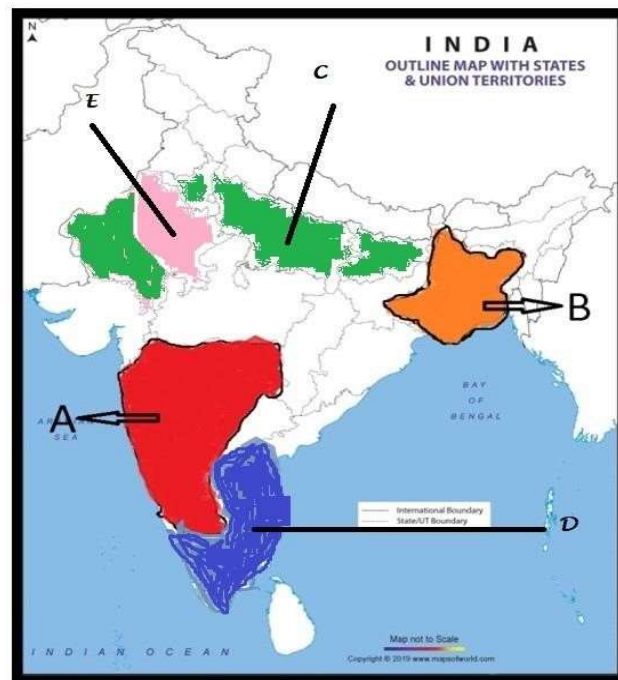 N
INDIA
OUTLINE MAP WITH STATES
& UNION TERRITORIES
E
C
B
A
SEA
BAY
OF
BENGAL
International Boundary
State/UT Boundary
D
Map not to Scale
INDIAN OCEAN
Copyright © 2019 www.mapsofworld.com